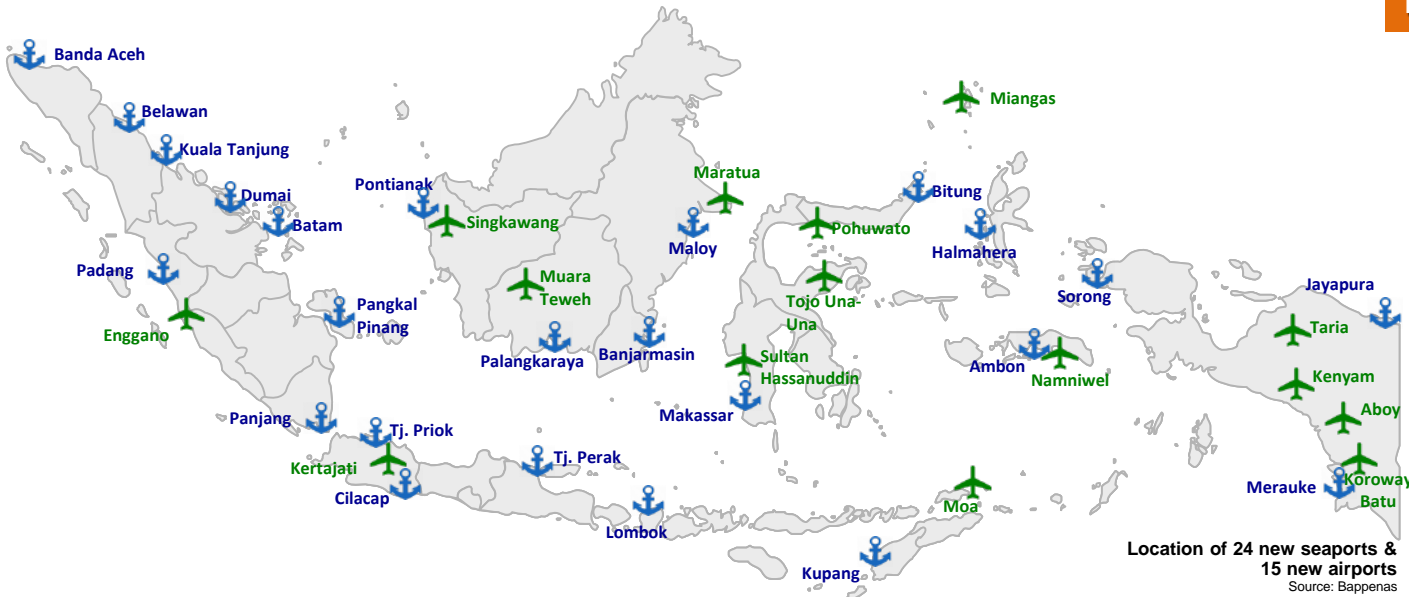 Banda Aceh
Belawan
Miangas
Kuala Tanjung
Maratua
Pontianak
Dumai
Bitung
Batam
Singkawang
Pohuwato
Maloy
Halmahera
Padang
Muara
Teweh
Pangkal
Pinang
Tojo Una-
Una
Sorong
Jayapura
Enggano
Taria
Palangkaraya
Banjarmasin
Sultan
Hassanuddin
Ambon
Namniwel
Kenyam
Makassar
Aboy
Panjang
Tj. Priok
Kertajati
Tj. Perak
Cilacap
Merauke
Koroway
Batu
Moa
Lombok
Kupang
Location of 24 new seaports &
15 new airports
Source: Bappenas